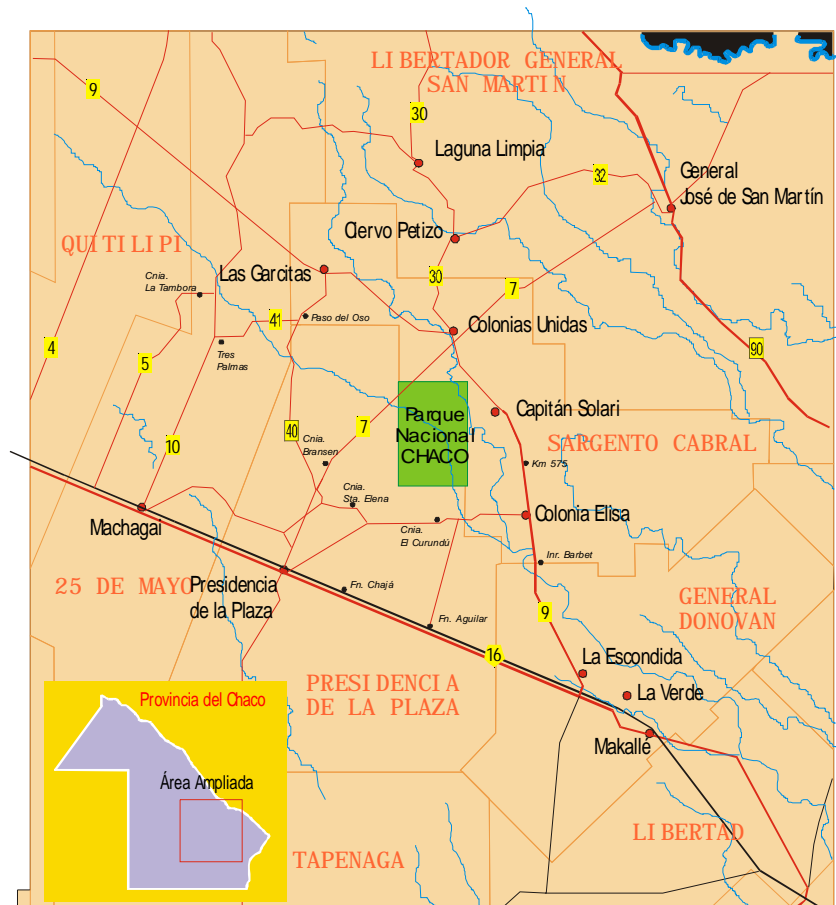 LIBERTADOR GENERAL
SAN MARTIN
9
30
Laguna Limpia
32
General
José de San Martín
QUITILIPI
Ciervo Petizo
Cnia.
La Tambora
Las Garcitas
30
7
41
Paso del Oso
Colonias Unidas
Tres
Palmas
4
5
90
Parque
Nacional
CHACO
Capitán Solari
40
7
10
Cnia.
Bransen
SARGENTO CABRAL
Km 575
Cnia.
Sta. Elena
Machagai
Cnia.
El Curundú
Colonia Elisa
Inr. Barbet
25 DE MAYO
Presidencia
de la Plaza
Fn. Chajá
GENERAL
DONOVAN
Fn. Aguilar
9
16
La Escondida
PRESIDENCIA
DE LA PLAZA
La Verde
Provincia del Chaco
Makallé
Área Ampliada
LIBERTAD
TAPENAGA